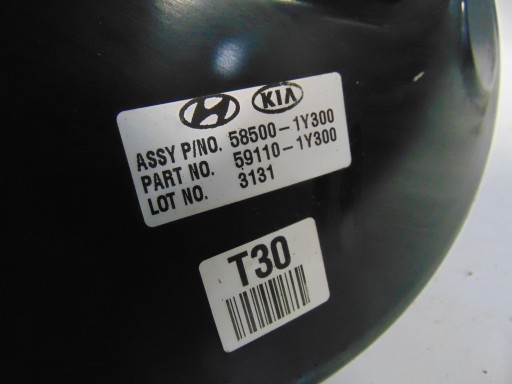 KIA
ASSY P/NO. 58500-1Y300
PART NO. 59110-1Y300
LOT NO. 3131
T30